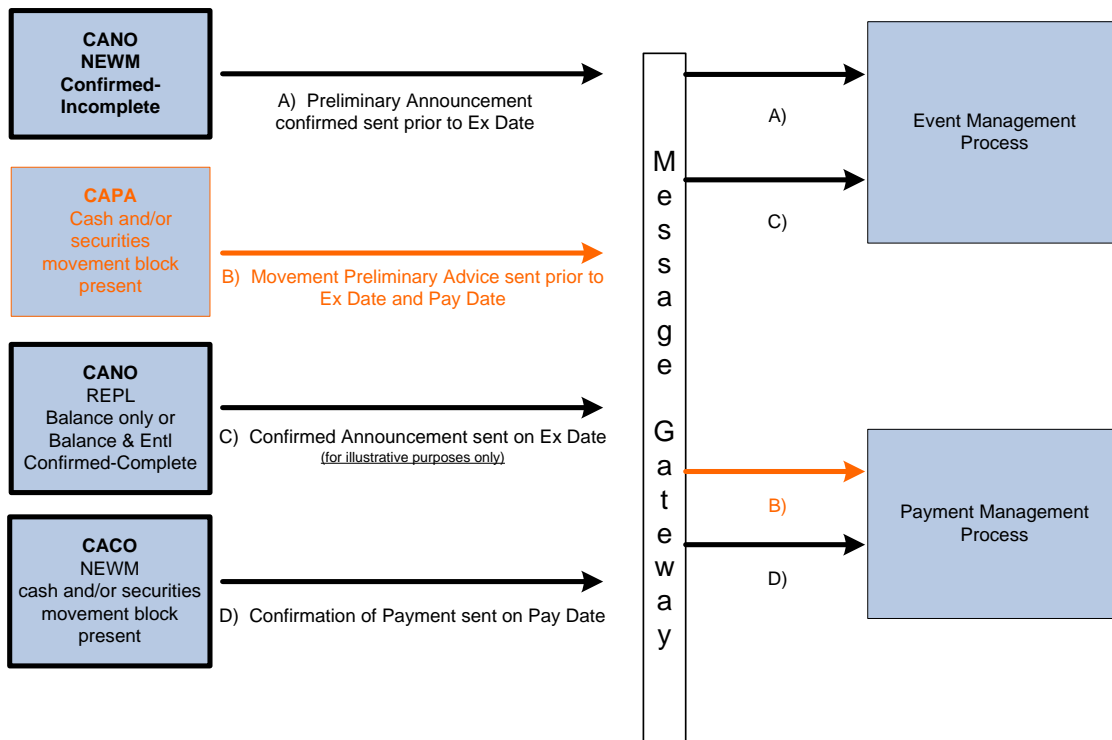 CANO
NEWM
Confirmed-
Incomplete
A) Preliminary Announcement
confirmed sent prior to Ex Date
CAPA
Cash and/or
securities
movement block
present
B) Movement Preliminary Advice sent prior to
Ex Date and Pay Date
CANO
REPL
Balance only or
Balance & Entl
Confirmed-Complete
C) Confirmed Announcement sent on Ex Date
(for illustrative purposes only)
CACO
NEWM
cash and/or securities
movement block
present
D) Confirmation of Payment sent on Pay Date
Message Gateway
A)
C)
Event Management
Process
B)
D)
Payment Management
Process